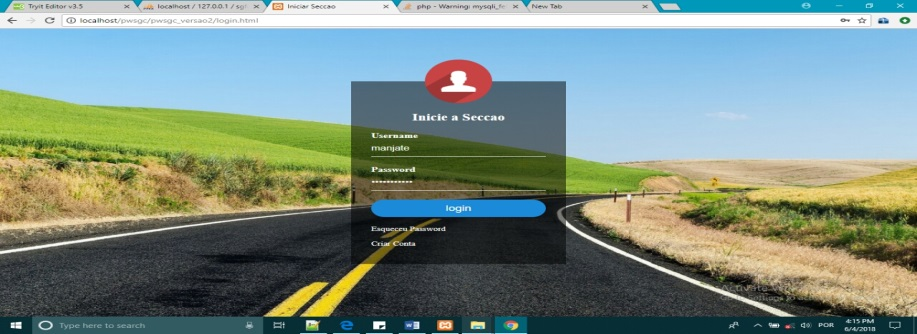 Tryit Editor v3.5
localhost / 127.0.0.1 /
Iniciar Seccao
php - Warning: mysqli_
New Tab
localhost/pwsgc/pwsgc_versao2/login.html
Inicie a Seccao
Username
manjate
Password
login
Esqueceu Password
Criar Conta
Type here to search
POR
4:15 PM
6/4/2018